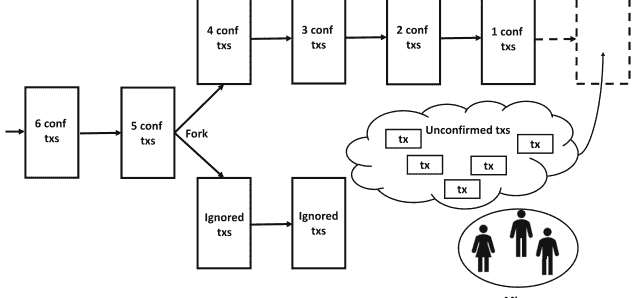 4 conf
txs
3 conf
txs
2 conf
txs
1 conf
txs
6 conf
txs
5 conf
txs
Fork
Unconfirmed txs
tx
tx
tx
tx
tx
Ignored
txs
Ignored
txs